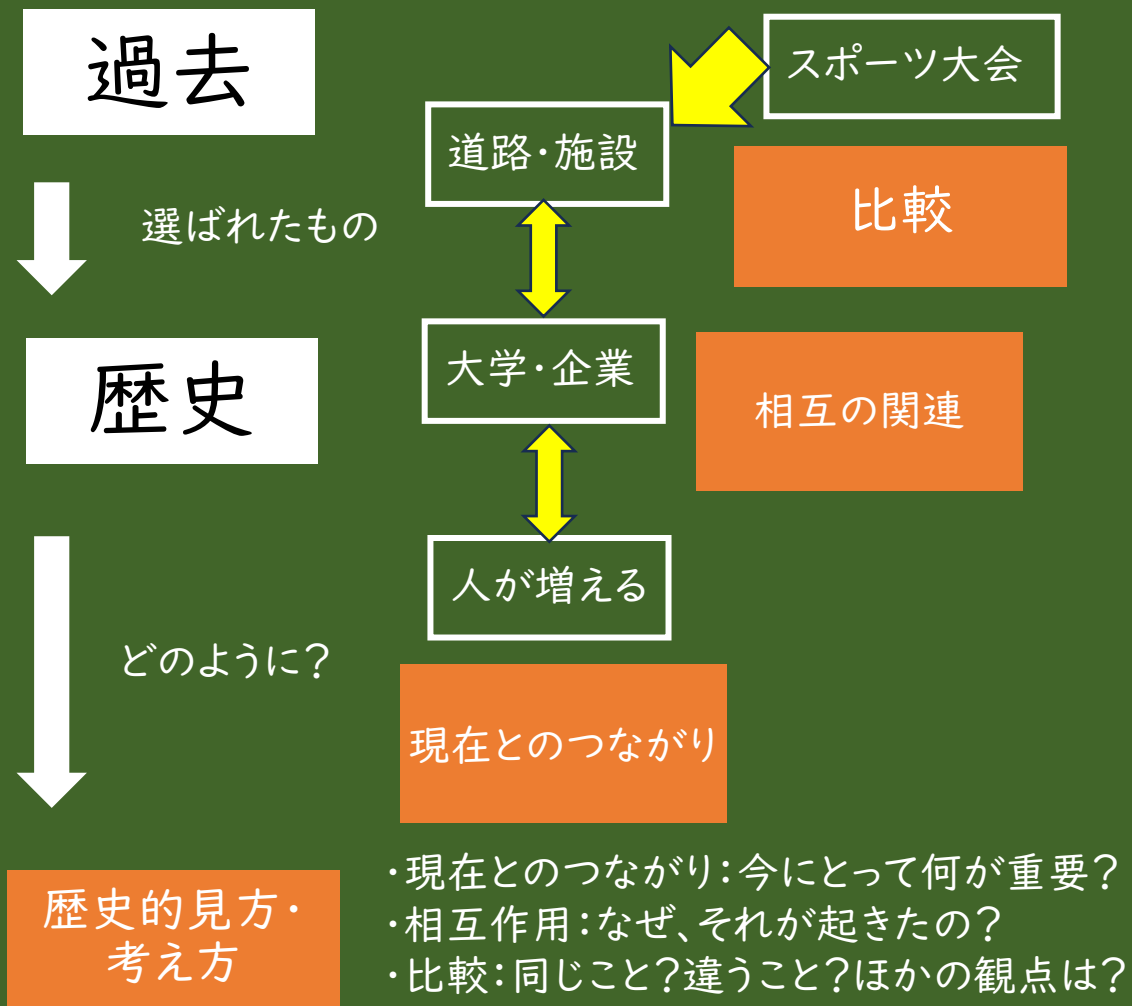 過去
スポーツ大会
道路・施設
選ばれたもの
比較
歴史
大学・企業
相互の関連
人が増える
どのように?
現在とのつながり
歴史的見方・
考え方
・現在とのつながり:今にとって何が重要?
・相互作用:なぜ、それが起きたの?
・比較:同じこと?違うこと?ほかの観点は?